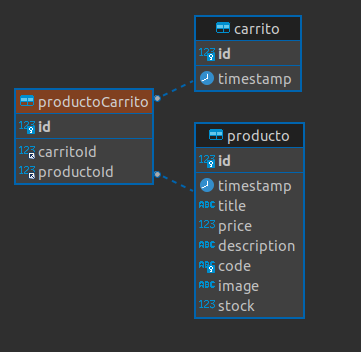 carrito
123 id
timestamp
productoCarrito
123 id
123 carritoId
123 productoId
producto
123 id
timestamp
ABC title
123 price
ABC description
ABC code
ABC image
123 stock